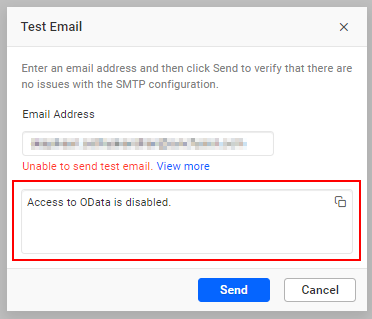 Test Email
Enter an email address and then click Send to verify that there are
no issues with the SMTP configuration.
Email Address
Unable to send test email. View more
Access to OData is disabled.
Send Cancel